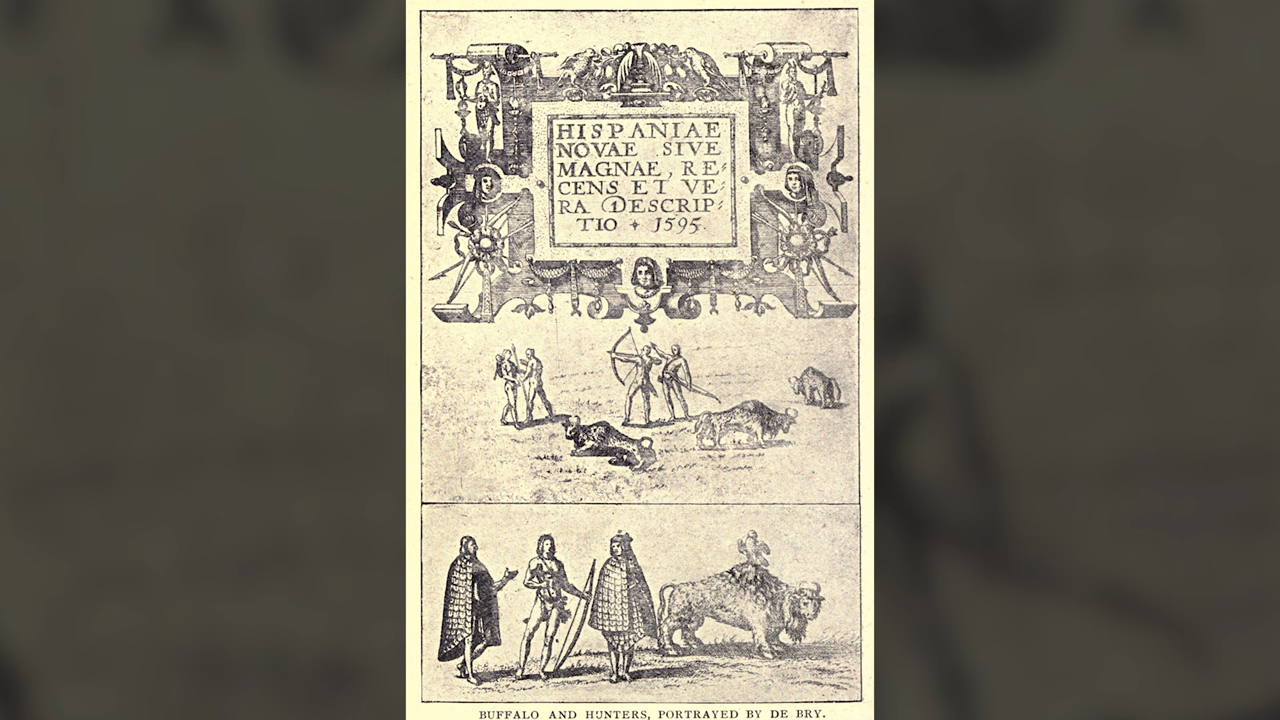 HISPANIAE
NOVAE SIVE
MAGNAE, RE⸗
CENS ET VE⸗
RA DESCRIP⸗
TIO + 1595.
BUFFALO AND HUNTERS, PORTRAYED BY DE BRY.